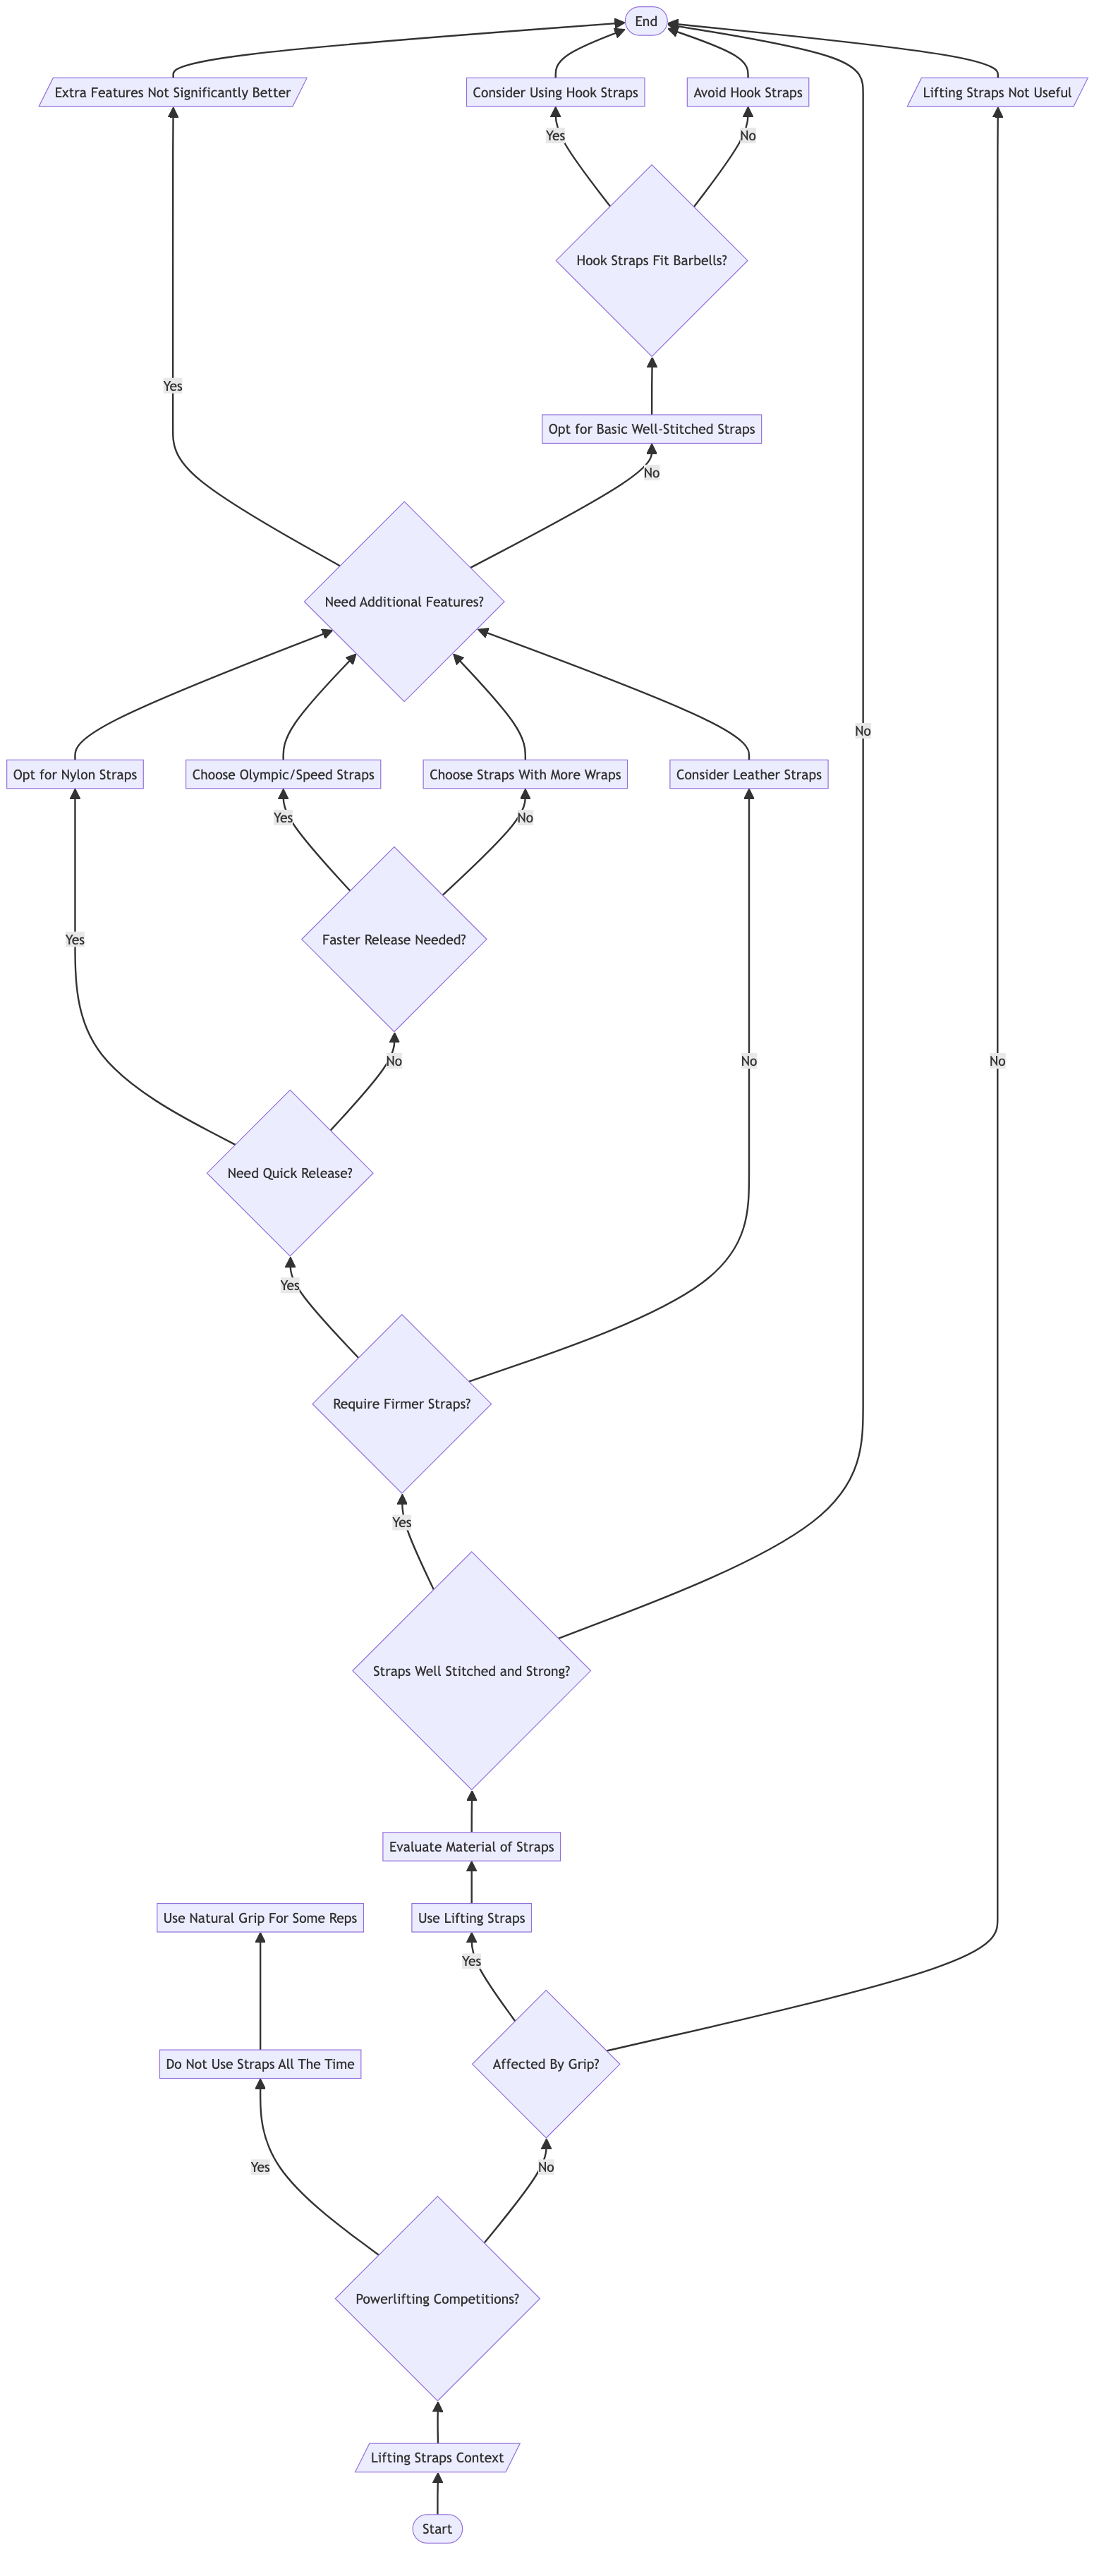 End
Extra Features Not Significantly Better
Consider Using Hook Straps
Avoid Hook Straps
Lifting Straps Not Useful
Yes
No
Hook Straps Fit Barbells?
Yes
Opt for Basic Well-Stitched Straps
No
Need Additional Features?
No
Opt for Nylon Straps
Choose Olympic/Speed Straps
Choose Straps With More Wraps
Consider Leather Straps
Yes
No
Yes
Faster Release Needed?
No
No
No
Need Quick Release?
Yes
Require Firmer Straps?
Yes
Straps Well Stitched and Strong?
Evaluate Material of Straps
Use Natural Grip For Some Reps
Use Lifting Straps
Yes
Do Not Use Straps All The Time
Affected By Grip?
Yes
No
Powerlifting Competitions?
Lifting Straps Context
Start